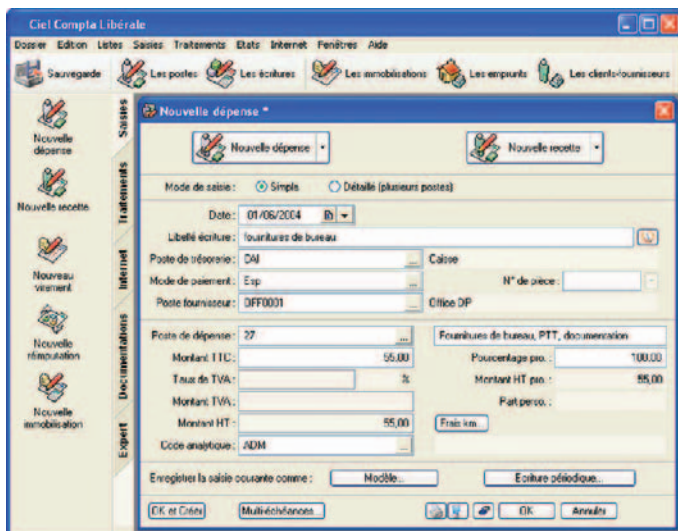 Ciel Compta Libérale
Dossier Edition Listes Saisies Traitements Etats Internet Fenêtres Aide
Sauvegarde Les postes Les écritures Les immobilisations Les emprunts Les clients-fournisseurs
Nouvelle dépense
Nouvelle recette
Nouveau virement
Nouvelle réimputation
Nouvelle immobilisation
Saisies
Traitements
Internet
Documentations
Expert
Nouvelle dépense *
Nouvelle dépense Nouvelle recette
Mode de saisie : Simple Détaillé (plusieurs postes)
Date : 01/06/2004
Libellé écriture : fournitures de bureau
Poste de trésorerie : CAI ... Caisse
Mode de paiement : Esp ... N° de pièce :
Poste fournisseur : OFF0001 ... Office DP
Poste de dépense : 27 ... Fournitures de bureau, PTT, documentation
Montant TTC : 55,00 Pourcentage pro. : 100.00
Taux de TVA : % Montant HT pro. : 55,00
Montant TVA : Part perso. :
Montant HT : 55,00 Frais km...
Code analytique : ADM ...
Enregistrer la saisie courante comme : Modèle... Ecriture périodique...
OK et Créer Multi-échéances... OK Annuler